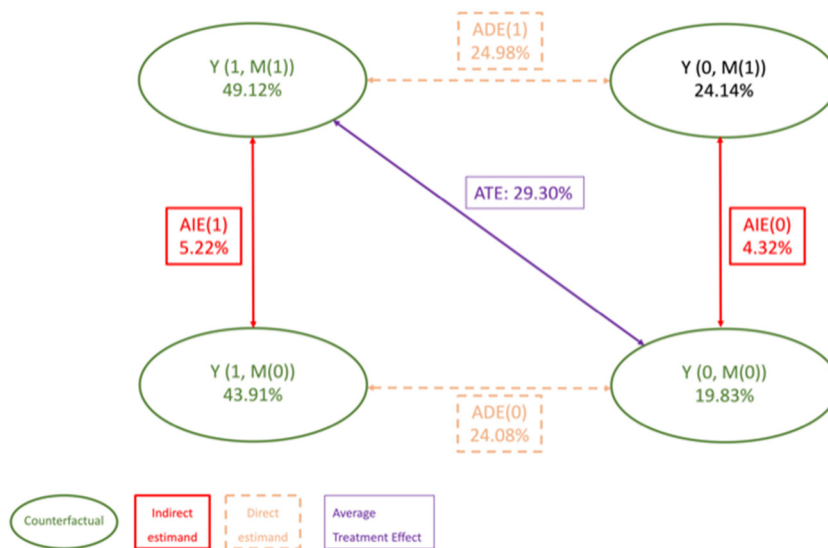 ADE(1)
24.98%
Y (1, M(1))
49.12%
Y (0, M(1))
24.14%
ATE: 29.30%
AIE(1)
5.22%
AIE(0)
4.32%
Y (1, M(0))
43.91%
Y (0, M(0))
19.83%
ADE(0)
24.08%
Counterfactual
Indirect
estimand
Direct
estimand
Average
Treatment Effect